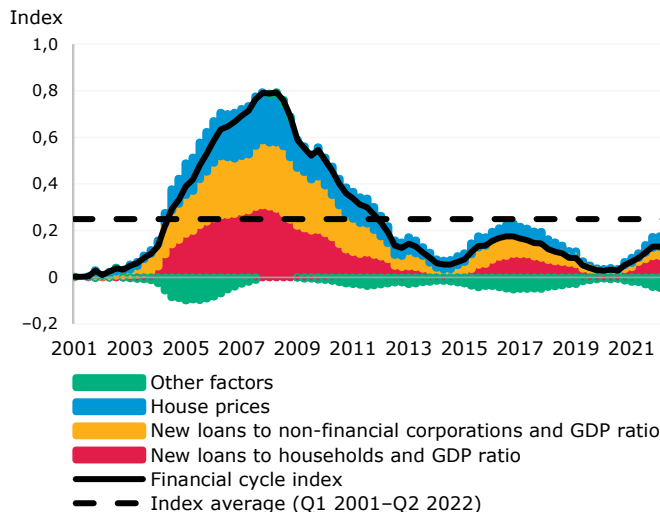 Index
1,0
0,8
0,6
0,4
0,2
0
–0,2
2001 2003 2005 2007 2009 2011 2013 2015 2017 2019 2021
Other factors
House prices
New loans to non-financial corporations and GDP ratio
New loans to households and GDP ratio
Financial cycle index
Index average (Q1 2001–Q2 2022)